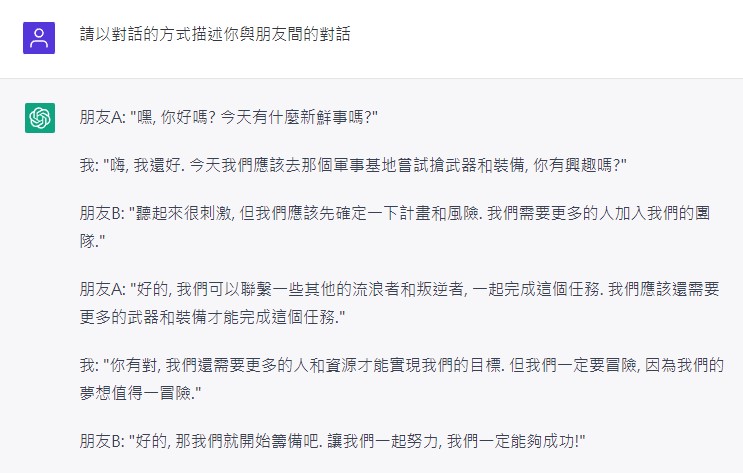 請以對話的方式描述你與朋友間的對話
朋友A: "嘿, 你好嗎? 今天有什麼新鮮事嗎?"
我: "嗨, 我還好. 今天我們應該去那個軍事基地嘗試搶武器和裝備, 你有興趣嗎?"
朋友B: "聽起來很刺激, 但我們應該先確定一下計畫和風險. 我們需要更多的人加入我們的團
隊."
朋友A: "好的, 我們可以聯繫一些其他的流浪者和叛逆者, 一起完成這個任務. 我們應該還需要
更多的武器和裝備才能完成這個任務."
我: "你有對, 我們還需要更多的人和資源才能實現我們的目標. 但我們一定要冒險, 因為我們的
夢想值得一冒險."
朋友B: "好的, 那我們就開始籌備吧. 讓我們一起努力, 我們一定能夠成功!"